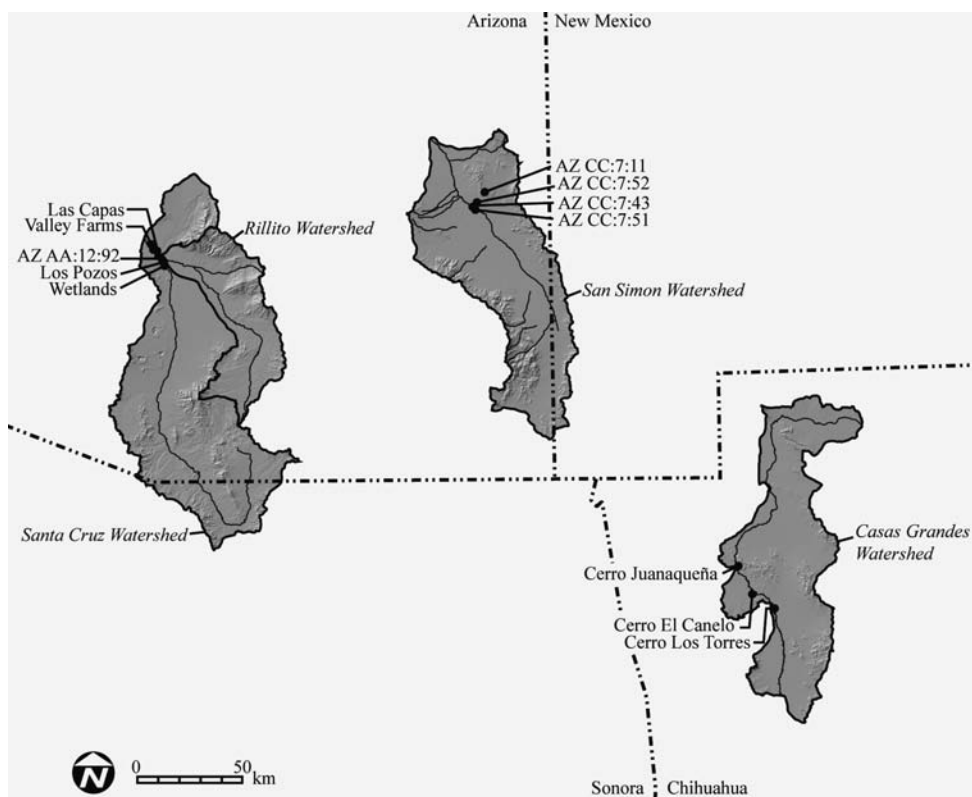 Arizona
New Mexico
AZ CC:7:11
AZ CC:7:52
AZ CC:7:43
AZ CC:7:51
Las Capas
Valley Farms
Rillito Watershed
AZ AA:12:92
Los Pozos
Wetlands
San Simon Watershed
Santa Cruz Watershed
Casas Grandes
Watershed
Cerro Juanaqueña
Cerro El Canelo
Cerro Los Torres
N
0
50
km
Sonora
Chihuahua